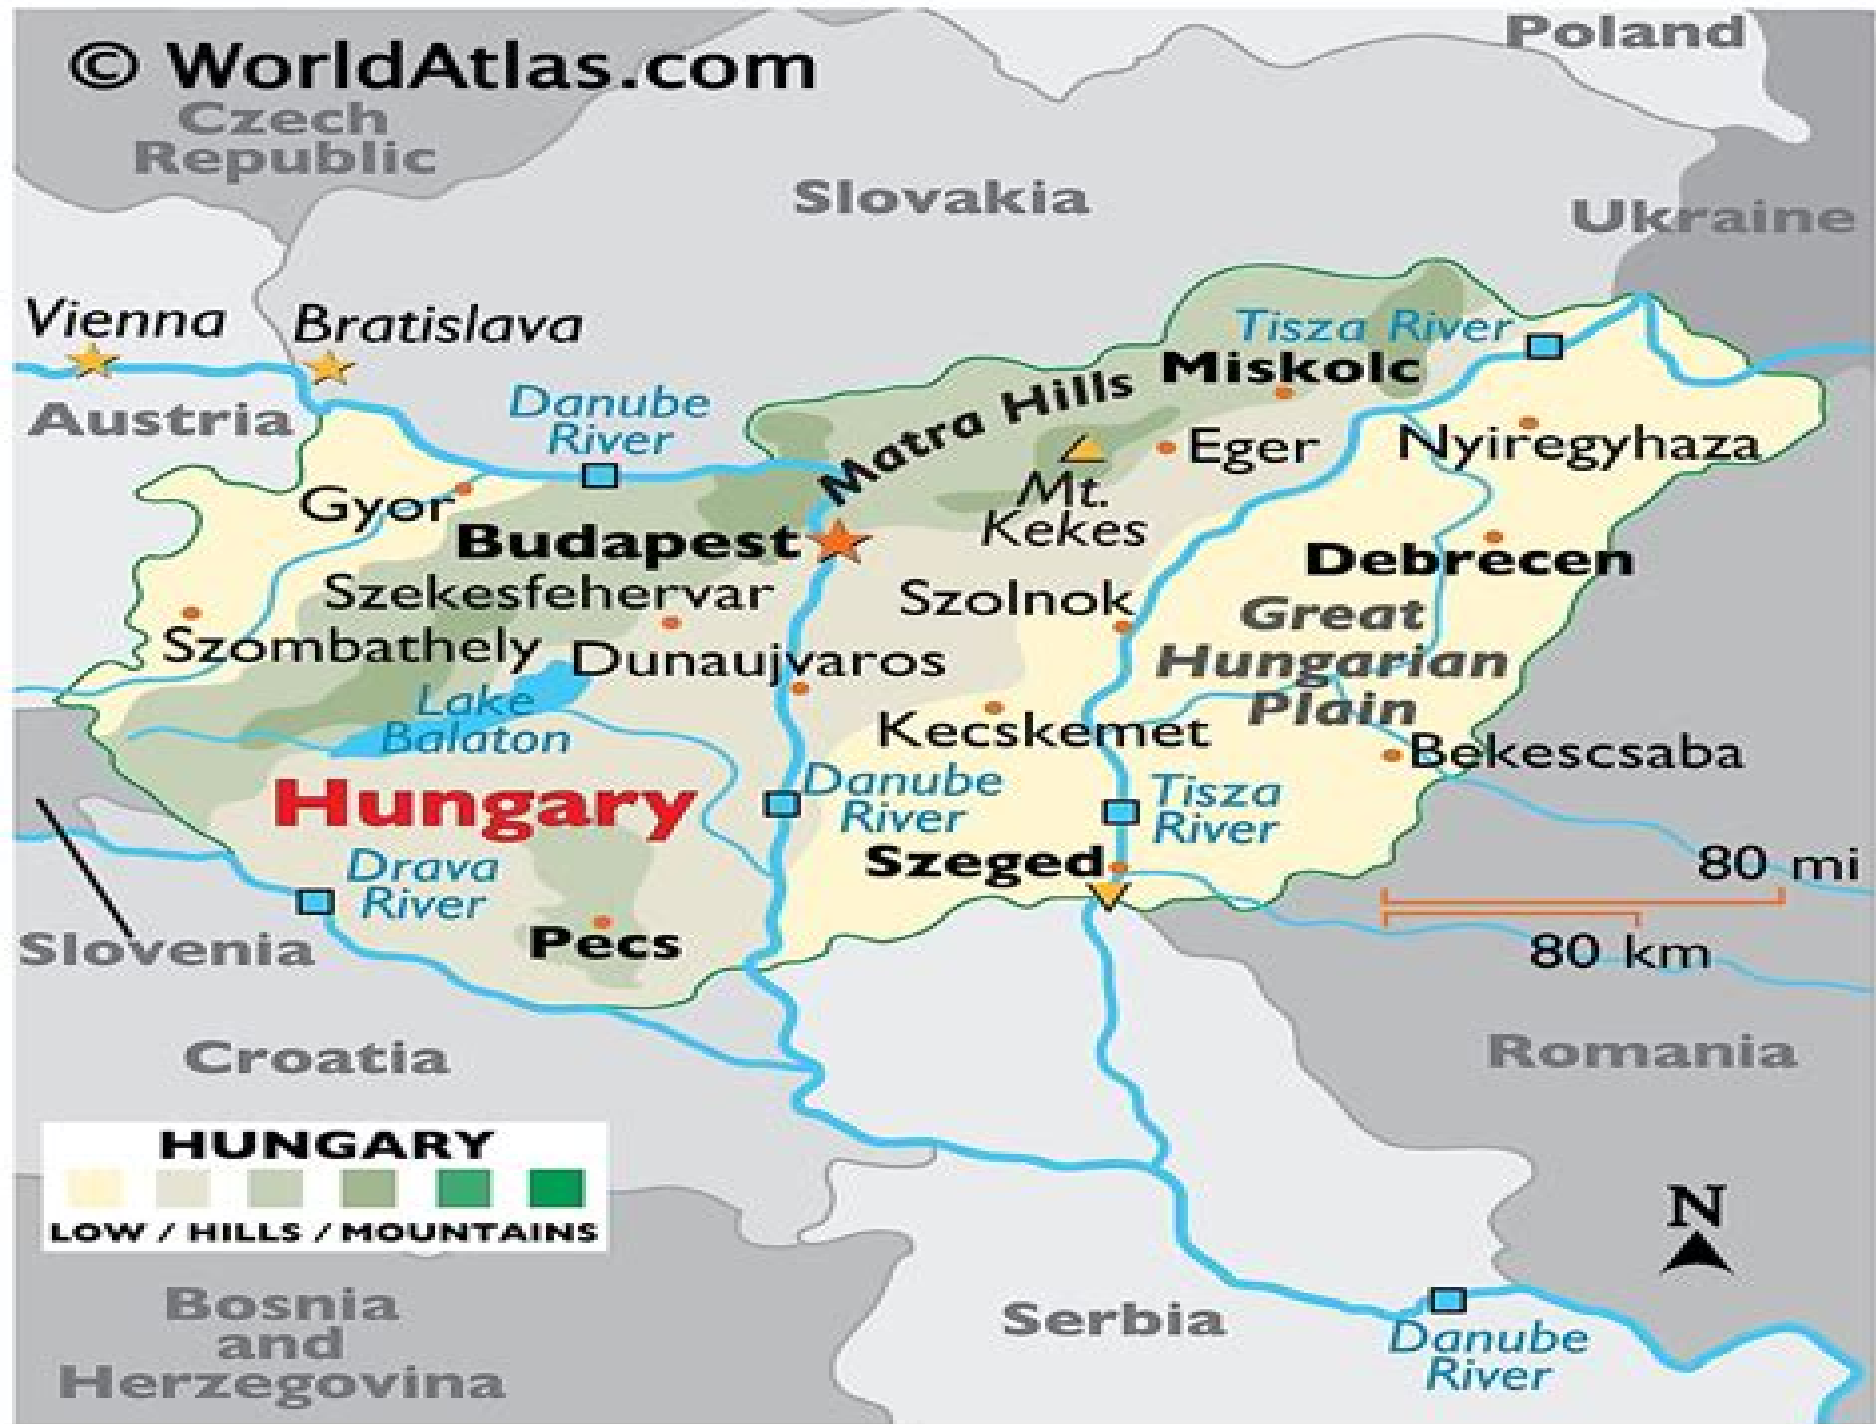 © WorldAtlas.com
Poland
Czech
Republic
Slovakia
Ukraine
Vienna
Bratislava
Austria
Danube
River
Tisza River
Miskolc
Matra Hills
Eger
Nyiregyhaza
Mt.
Kekes
Gyor
Budapest
Debrecen
Szekesfehervar
Szolnok
Great
Hungarian
Plain
Szombathely
Dunaujvaros
Lake
Balaton
Kecskemet
Bekescsaba
Hungary
Danube
River
Tisza
River
Szeged
Drava
River
Pecs
Slovenia
80 mi
80 km
Croatia
Romania
HUNGARY
LOW / HILLS / MOUNTAINS
N
Bosnia
and
Herzegovina
Serbia
Danube
River